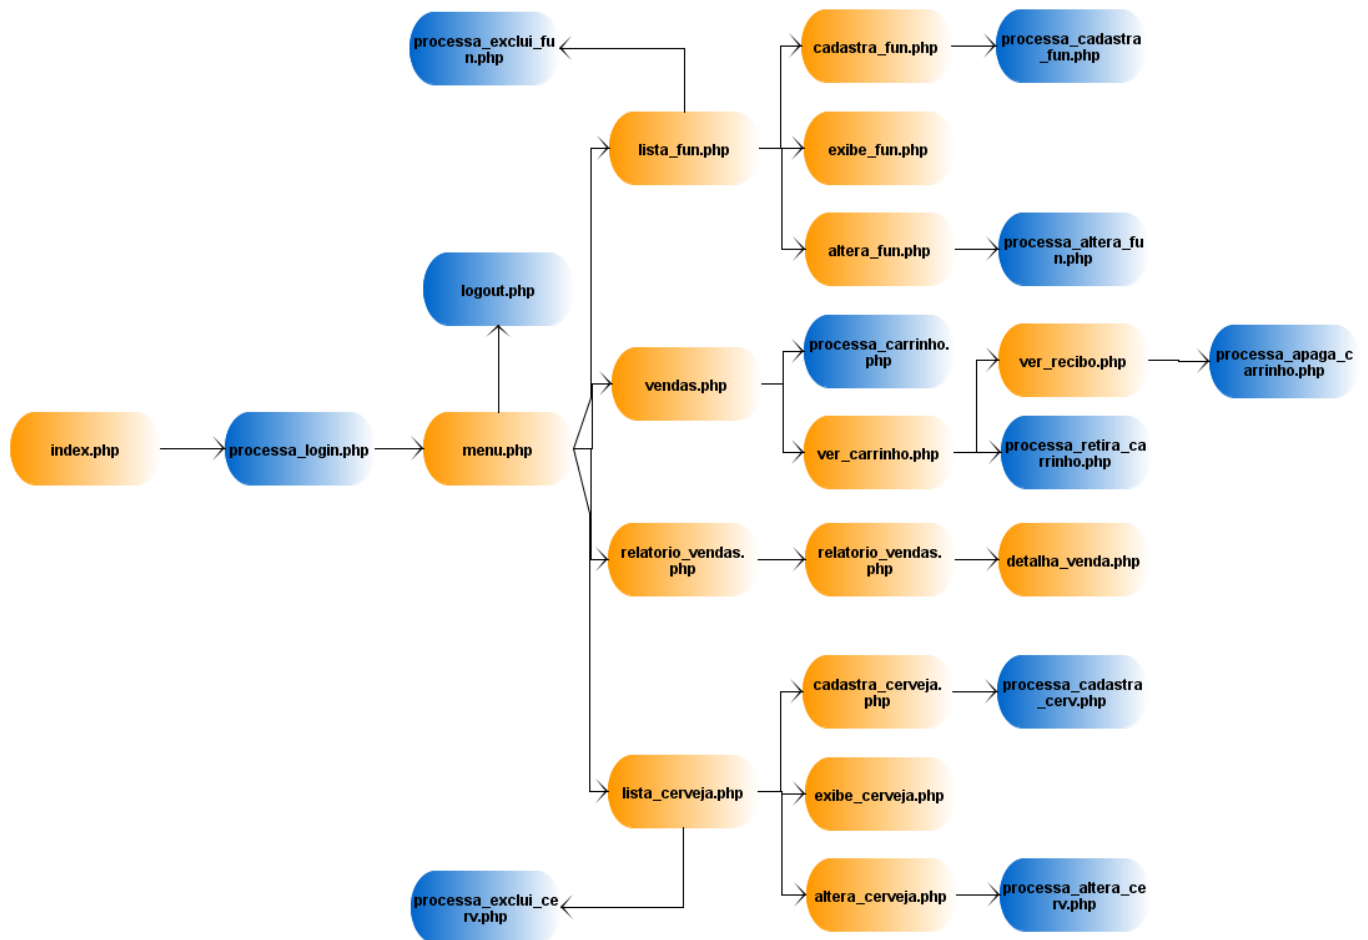 processa_exclui_fu
n.php
cadastra_fun.php
processa_cadastra
_fun.php
lista_fun.php
exibe_fun.php
altera_fun.php
processa_altera_fu
n.php
logout.php
processa_carrinho.
php
ver_recibo.php
processa_apaga_c
arrinho.php
vendas.php
index.php
processa_login.php
menu.php
ver_carrinho.php
processa_retira_ca
rrinho.php
relatorio_vendas.
php
relatorio_vendas.
php
detalha_venda.php
cadastra_cerveja.
php
processa_cadastra
_cerv.php
lista_cerveja.php
exibe_cerveja.php
processa_exclui_ce
rv.php
altera_cerveja.php
processa_altera_ce
rv.php